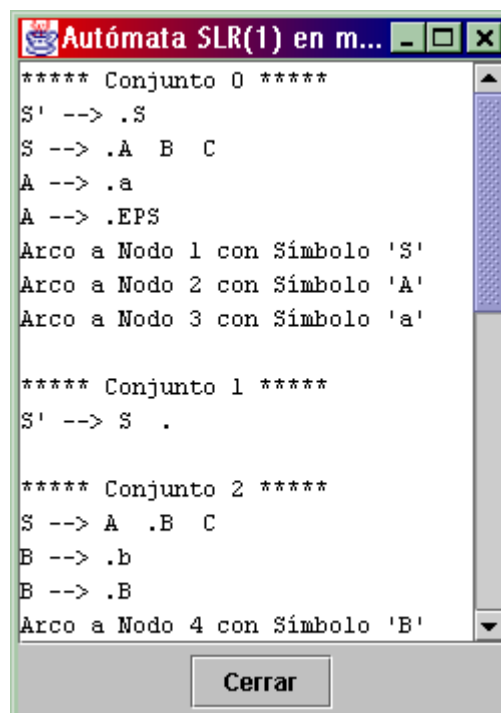 Autómata SLR(1) en m...
***** Conjunto 0 *****
S' --> .S
S --> .A  B  C
A --> .a
A --> .EPS
Arco a Nodo 1 con Símbolo 'S'
Arco a Nodo 2 con Símbolo 'A'
Arco a Nodo 3 con Símbolo 'a'
***** Conjunto 1 *****
S' --> S  .
***** Conjunto 2 *****
S --> A  .B  C
B --> .b
B --> .B
Arco a Nodo 4 con Símbolo 'B'
Cerrar